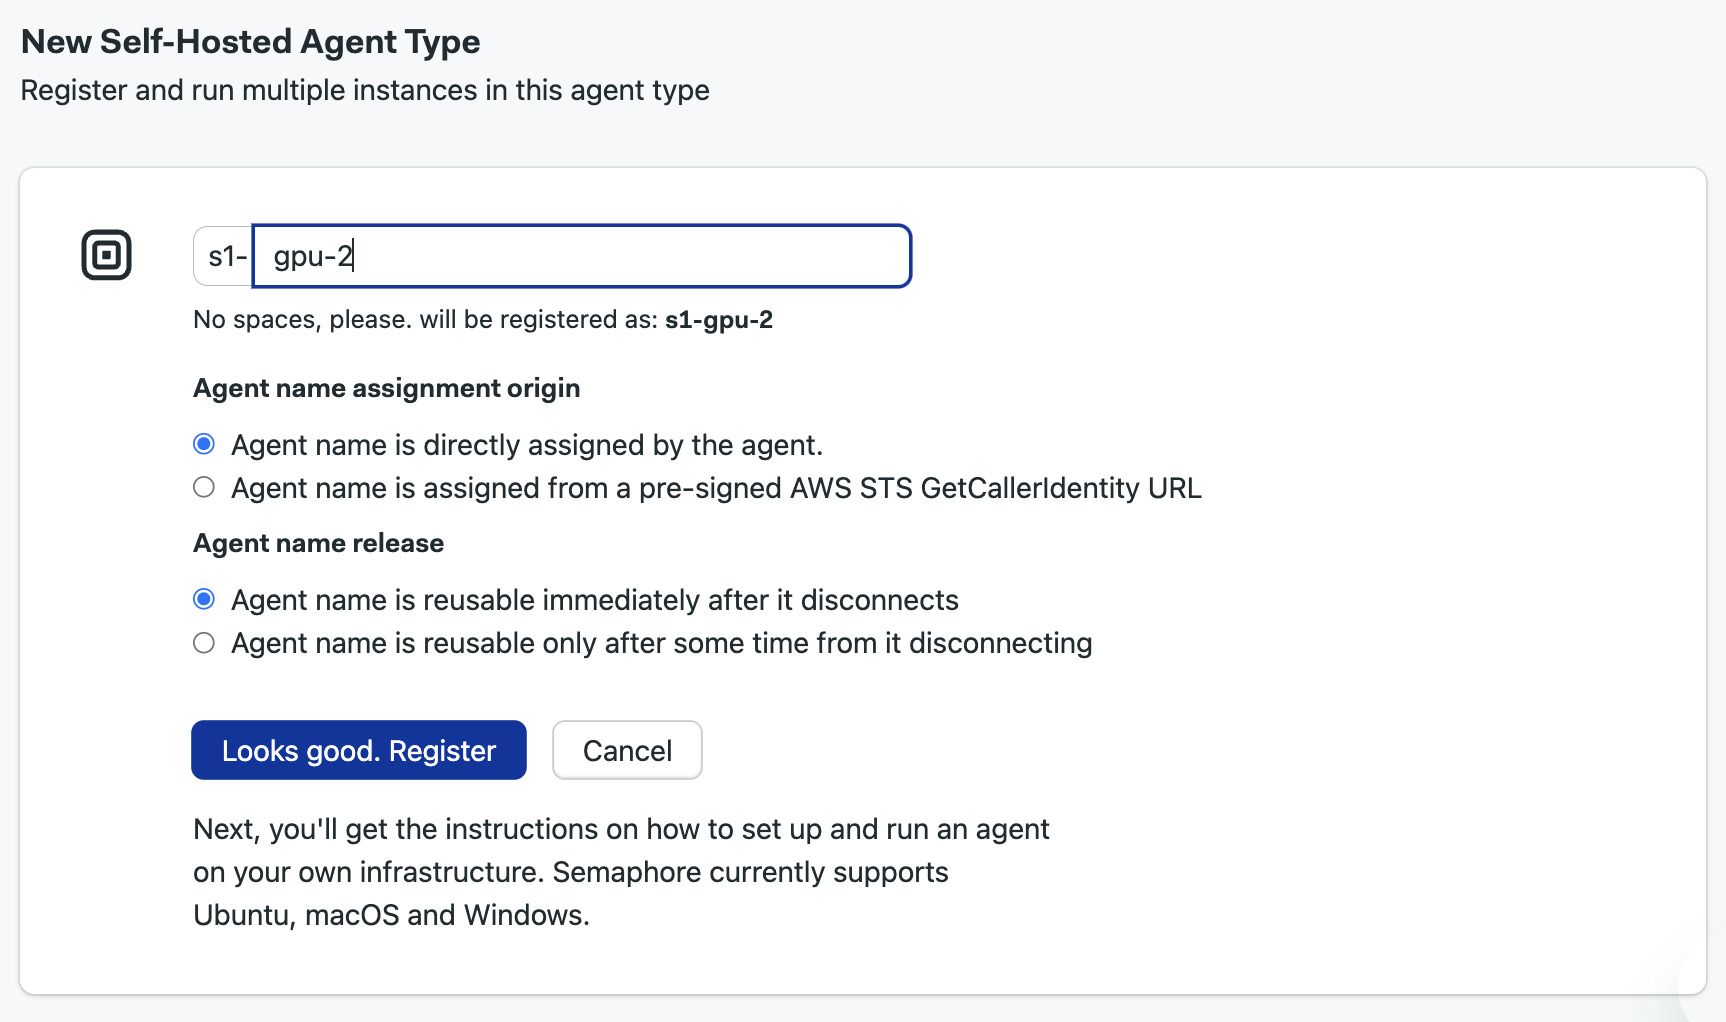 New Self-Hosted Agent Type
Register and run multiple instances in this agent type
s1- gpu-2
No spaces, please. will be registered as: s1-gpu-2
Agent name assignment origin
Agent name is directly assigned by the agent.
Agent name is assigned from a pre-signed AWS STS GetCallerIdentity URL
Agent name release
Agent name is reusable immediately after it disconnects
Agent name is reusable only after some time from it disconnecting
Looks good. Register Cancel
Next, you'll get the instructions on how to set up and run an agent
on your own infrastructure. Semaphore currently supports
Ubuntu, macOS and Windows.